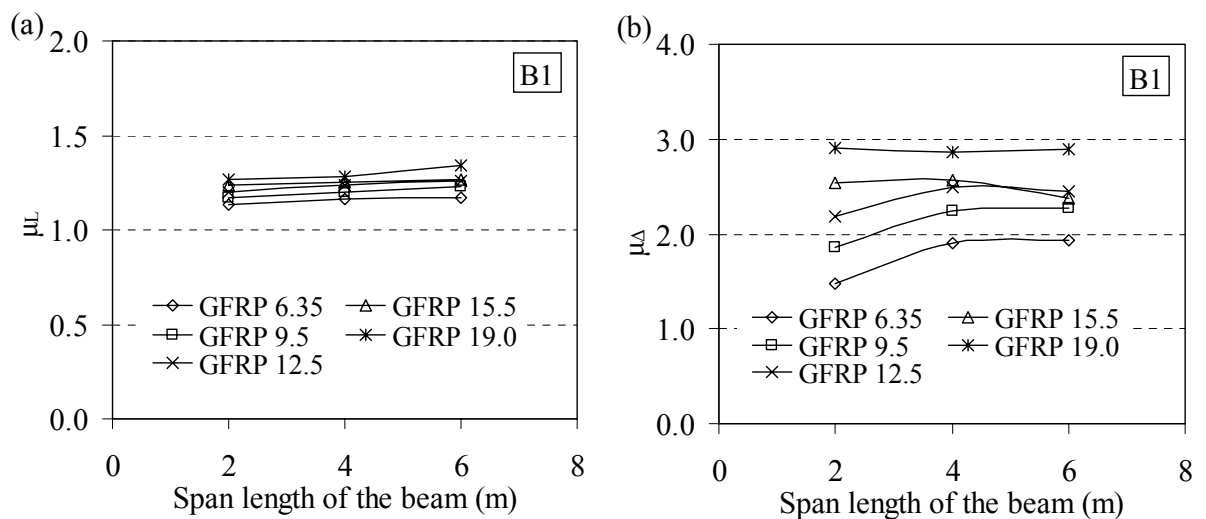 (a)
2.0
1.5
1.0
0.5
0.0
B1
μL
GFRP 6.35
GFRP 15.5
GFRP 9.5
GFRP 19.0
GFRP 12.5
0 2 4 6 8
Span length of the beam (m)
(b)
4.0
3.0
2.0
1.0
0.0
B1
μΔ
GFRP 6.35
GFRP 15.5
GFRP 9.5
GFRP 19.0
GFRP 12.5
0 2 4 6 8
Span length of the beam (m)